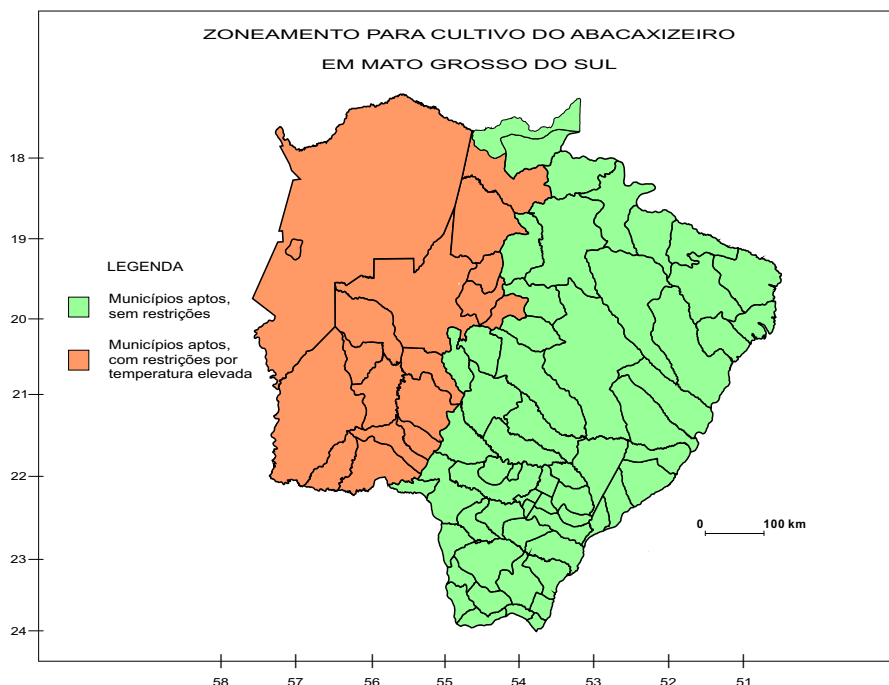 ZONEAMENTO PARA CULTIVO DO ABACAXIZEIRO
EM MATO GROSSO DO SUL
18
19
LEGENDA
Municípios aptos,
sem restrições
20
Municípios aptos,
com restrições por
temperatura elevada
21
22
0 100 km
23
24
58 57 56 55 54 53 52 51